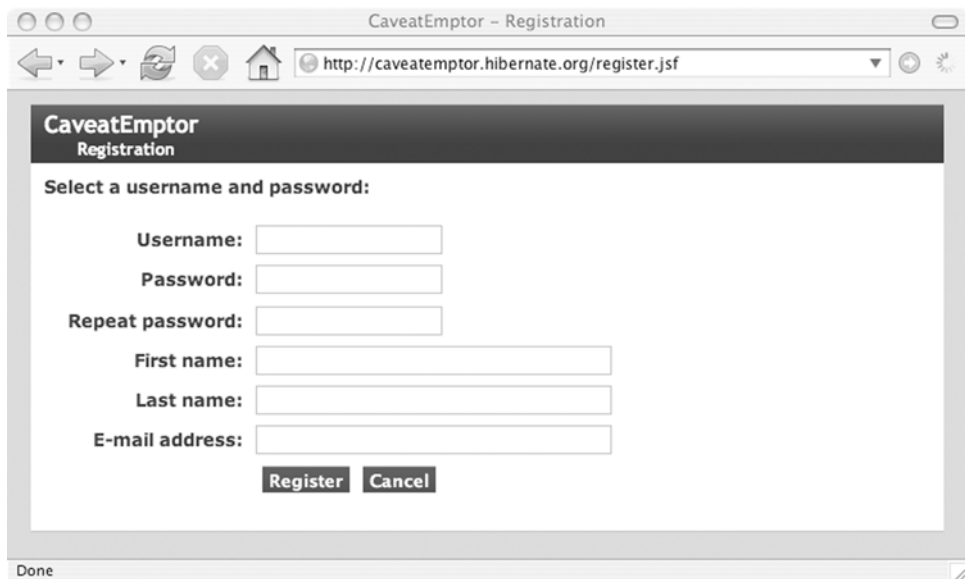 CaveatEmptor – Registration
http://caveatemptor.hibernate.org/register.jsf
CaveatEmptor
Registration
Select a username and password:
Username:
Password:
Repeat password:
First name:
Last name:
E-mail address:
Register Cancel
Done